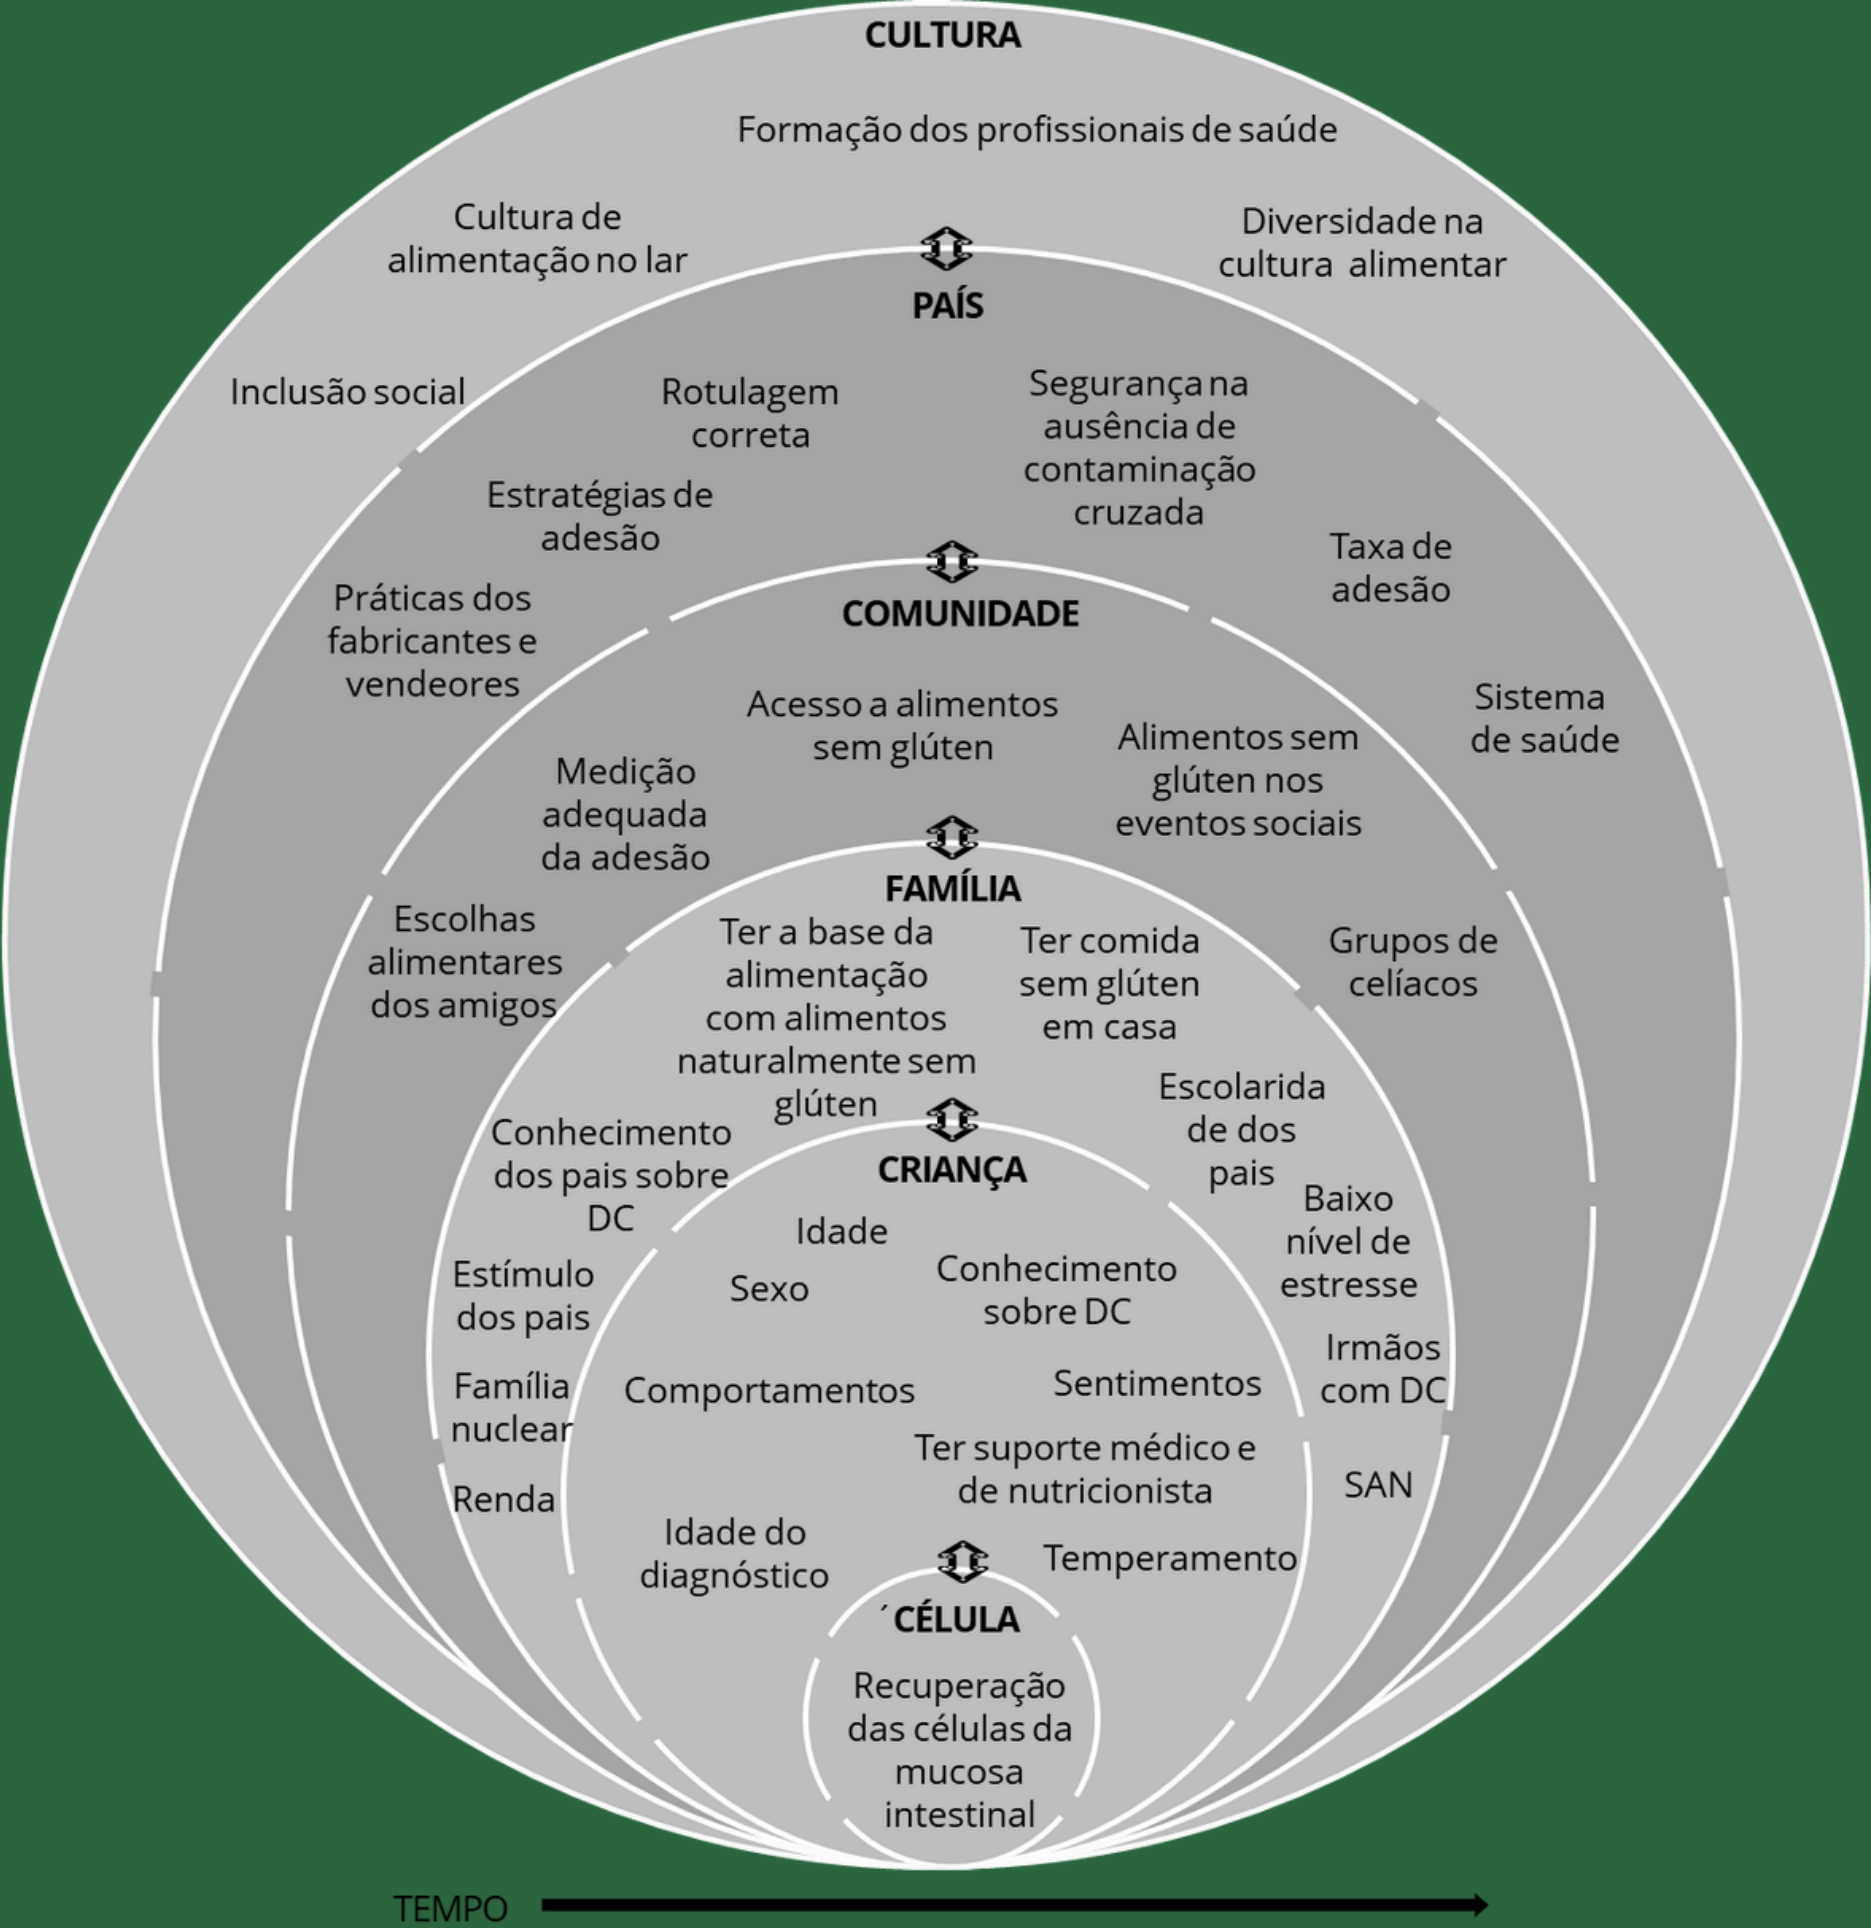 CULTURA
Formação dos profissionais de saúde
Cultura de
alimentação no lar
Diversidade na
cultura alimentar
Inclusão social
PAÍS
Rotulagem
correta
Segurança na
ausência de
contaminação
cruzada
Estratégias de
adesão
Taxa de
adesão
Práticas dos
fabricantes e
vendeores
Sistema
de saúde
COMUNIDADE
Acesso a alimentos
sem glúten
Alimentos sem
glúten nos
eventos sociais
Medição
adequada
da adesão
Escolhas
alimentares
dos amigos
Grupos de
celíacos
FAMÍLIA
Ter a base da
alimentação
com alimentos
naturalmente sem
glúten
Ter comida
sem glúten
em casa
Escolarida
de dos
pais
Conhecimento
dos pais sobre
DC
Baixo
nível de
estresse
Estímulo
dos pais
Irmãos
com DC
Família
nuclear
Renda
SAN
CRIANÇA
Idade
Sexo
Conhecimento
sobre DC
Comportamentos
Sentimentos
Ter suporte médico e
de nutricionista
Idade do
diagnóstico
Temperamento
´CÉLULA
Recuperação
das células da
mucosa
intestinal
TEMPO